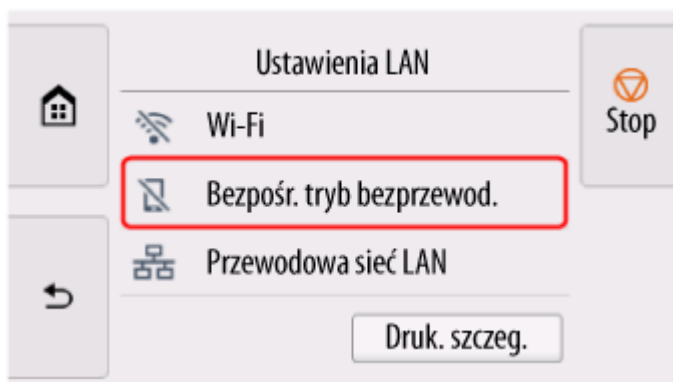 Ustawienia LAN
Wi-Fi
Stop
Bezpośr. tryb bezprzewod.
Przewodowa sieć LAN
Druk. szczeg.